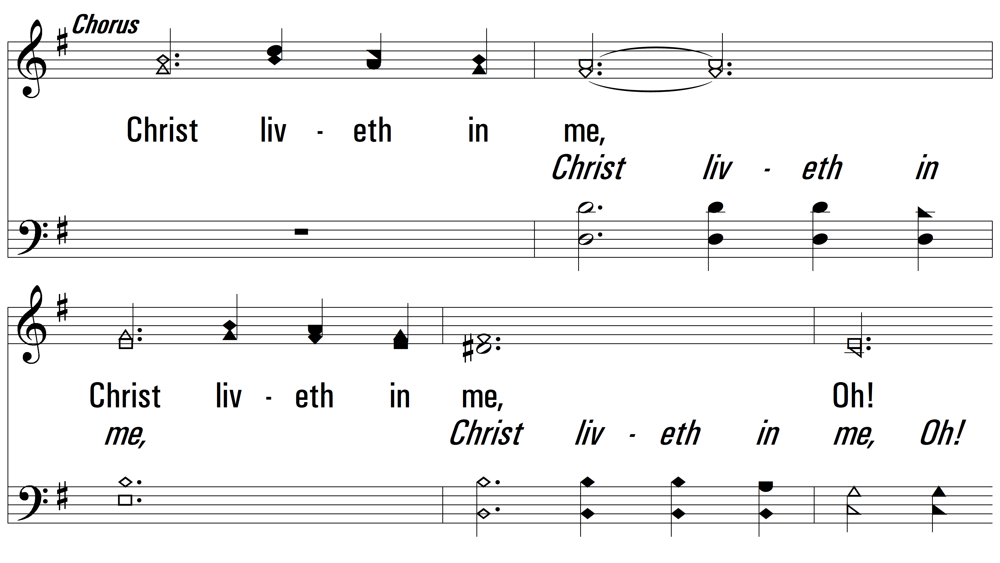 Chorus
Christ liv - eth in me,
Christ liv - eth in
Christ liv - eth in me, Oh!
me, Christ liv - eth in me, Oh!